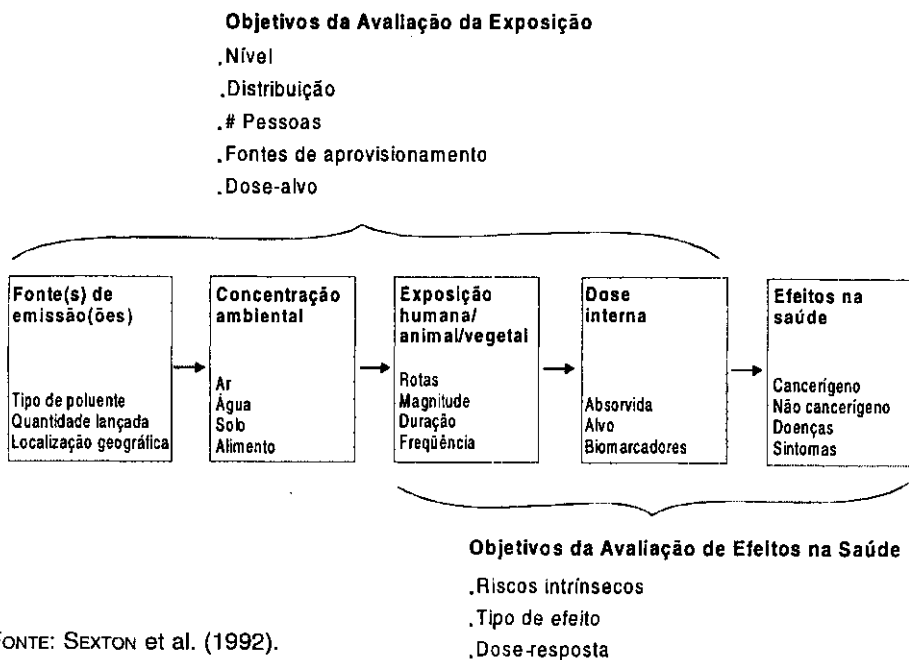 Objetivos da Avaliação da Exposição
.Nível
.Distribuição
.# Pessoas
.Fontes de aprovisionamento
.Dose-alvo
Fonte(s) de
emissão(ões)
Tipo de poluente
Quantidade lançada
Localização geográfica
Concentração
ambiental
Ar
Água
Solo
Alimento
Exposição
humana/
animal/vegetal
Rotas
Magnitude
Duração
Freqüência
Dose
interna
Absorvida
Alvo
Biomarcadores
Efeitos na
saúde
Cancerígeno
Não cancerígeno
Doenças
Sintomas
Objetivos da Avaliação de Efeitos na Saúde
.Riscos intrínsecos
.Tipo de efeito
.Dose-resposta
FONTE: SEXTON et al. (1992).